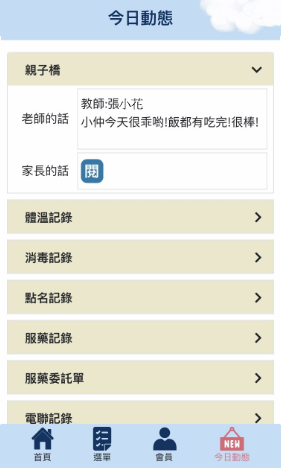 今日動態
親子橋
老師的話
教師:張小花
小仲今天很乖喲!飯都有吃完!很棒!
家長的話
閱
體溫記錄
消毒記錄
點名記錄
服藥記錄
服藥委託單
電聯記錄
首頁
選單
會員
NEW
今日動態